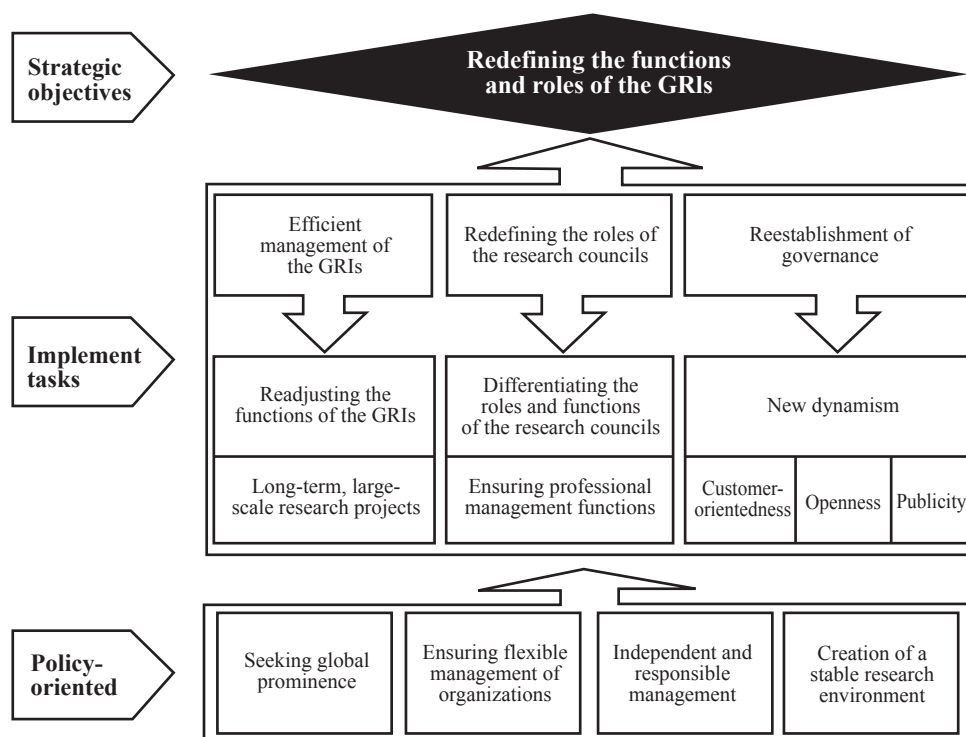 Strategic
objectives
Redefining the functions
and roles of the GRls
Efficient
management of
the GRIs
Redefining the roles of
the research councils
Reestablishment of
governance
Implement
tasks
Readjusting the
functions of the GRIs
Differentiating the
roles and functions
of the research councils
New dynamism
Long-term, large-
scale research projects
Ensuring professional
management functions
Customer-
orientedness
Openness
Publicity
Policy-
oriented
Seeking global
prominence
Ensuring flexible
management of
organizations
Independent and
responsible
management
Creation of a
stable research
environment